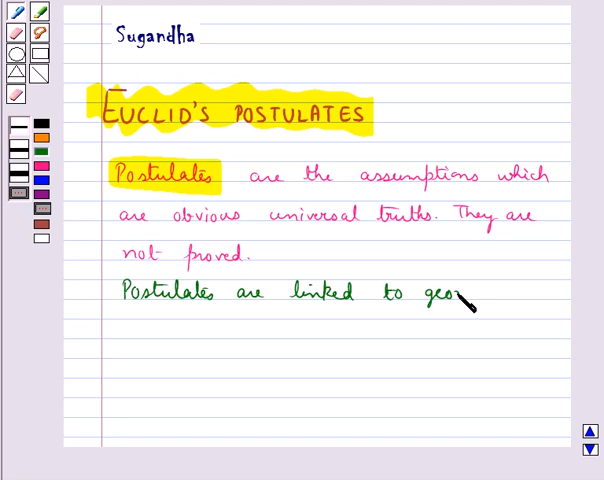 Sugandha
EUCLID'S POSTULATES
Postulates are the assumptions which
are obvious universal truths. They are
not proved.
Postulates are linked to geo